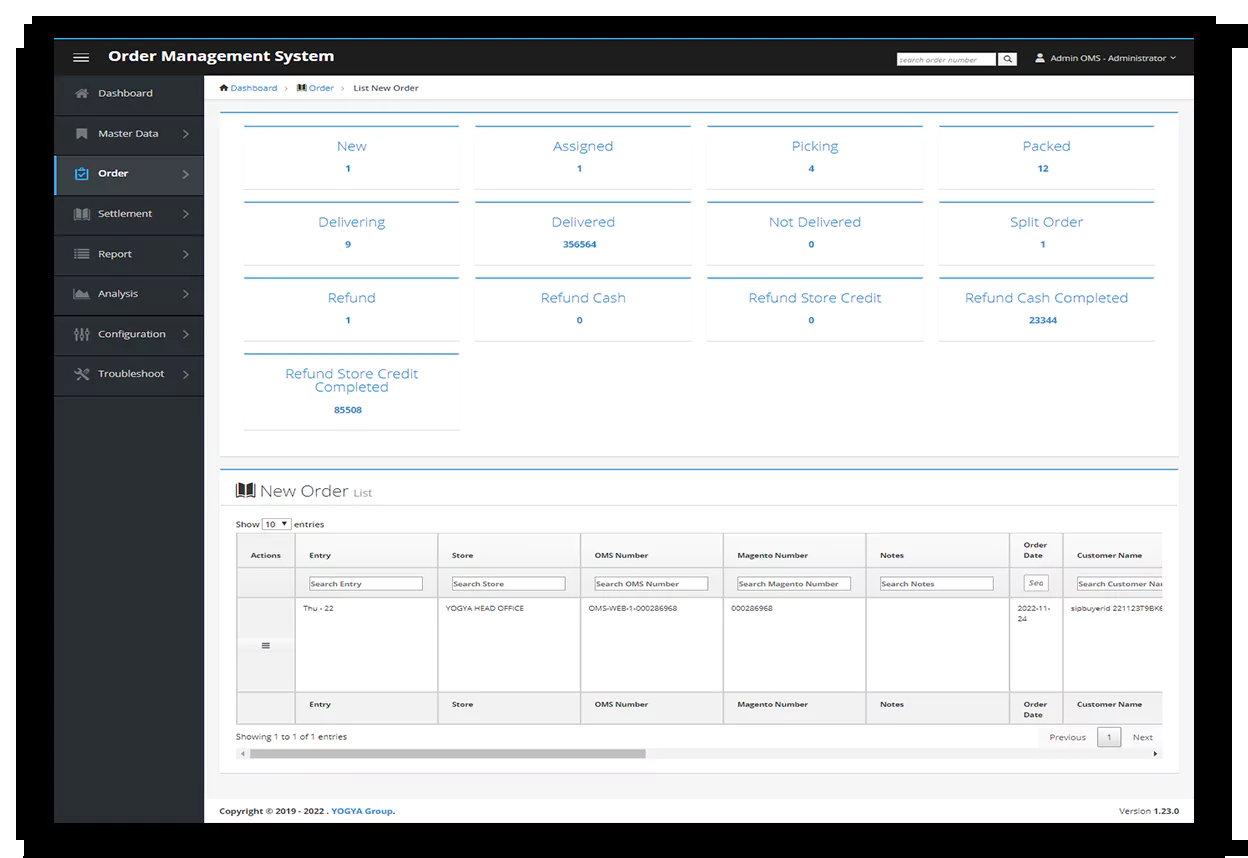 Order Management System
search order number
Admin OMS - Administrator
Dashboard
Master Data
Order
Settlement
Report
Analysis
Configuration
Troubleshoot
Dashboard > Order > List New Order
New
1
Assigned
1
Picking
4
Packed
12
Delivering
9
Delivered
356564
Not Delivered
0
Split Order
1
Refund
1
Refund Cash
0
Refund Store Credit
0
Refund Cash Completed
23344
Refund Store Credit
Completed
85508
New Order List
Show 10 entries
Actions Entry Store OMS Number Magento Number Notes Order Date Customer Name
Search Entry Search Store Search OMS Number Search Magento Number Search Notes Sea Search Customer Nar
Thu - 22 YOGYA HEAD OFFICE OMS-WEB-1-000286968 000286968 2022-11-24 sipbuyerid 221123T9BK6
Entry Store OMS Number Magento Number Notes Order Date Customer Name
Showing 1 to 1 of 1 entries
Previous 1 Next
Copyright © 2019 - 2022 . YOGYA Group.
Version 1.23.0